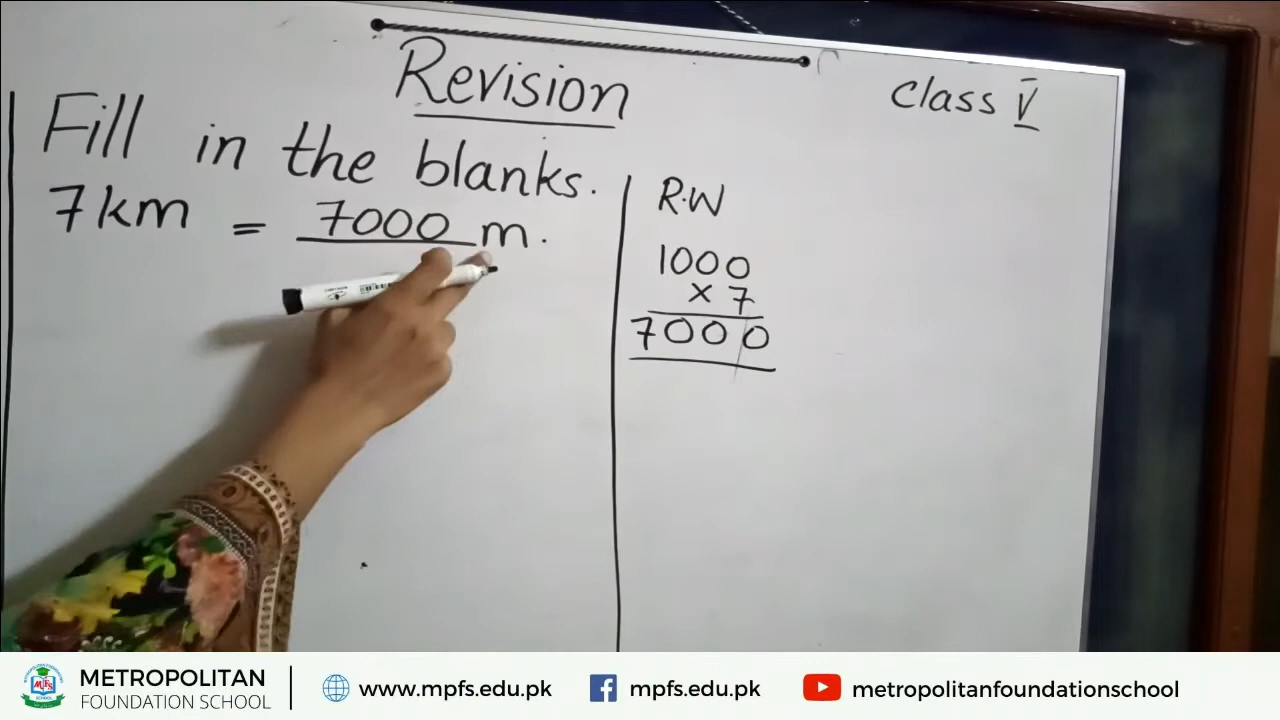 Revision
Class V
Fill in the blanks.
7km = 7000 m.
R.W
1000
x 7
7000
METROPOLITAN
FOUNDATION SCHOOL
www.mpfs.edu.pk
mpfs.edu.pk
metropolitanfoundationschool